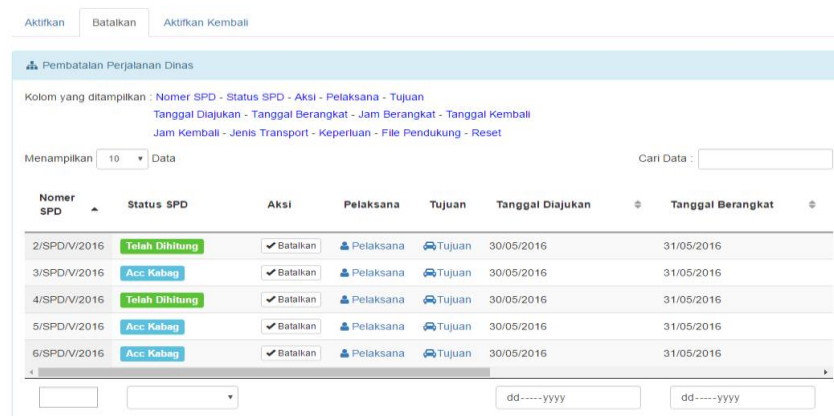 Aktifkan Batalkan Aktifkan Kembali
Pembatalan Perjalanan Dinas
Kolom yang ditampilkan : Nomer SPD - Status SPD - Aksi - Pelaksana - Tujuan
Tanggal Diajukan - Tanggal Berangkat - Jam Berangkat - Tanggal Kembali
Jam Kembali - Jenis Transport - Keperluan - File Pendukung - Reset
Menampilkan 10 Data Cari Data :
Nomer SPD Status SPD Aksi Pelaksana Tujuan Tanggal Diajukan Tanggal Berangkat
2/SPD/V/2016 Telah Dihitung Batalkan Pelaksana Tujuan 30/05/2016 31/05/2016
3/SPD/V/2016 Acc Kabag Batalkan Pelaksana Tujuan 30/05/2016 31/05/2016
4/SPD/V/2016 Telah Dihitung Batalkan Pelaksana Tujuan 30/05/2016 31/05/2016
5/SPD/V/2016 Acc Kabag Batalkan Pelaksana Tujuan 30/05/2016 31/05/2016
6/SPD/V/2016 Acc Kabag Batalkan Pelaksana Tujuan 30/05/2016 31/05/2016
dd-----yyyy dd-----yyyy